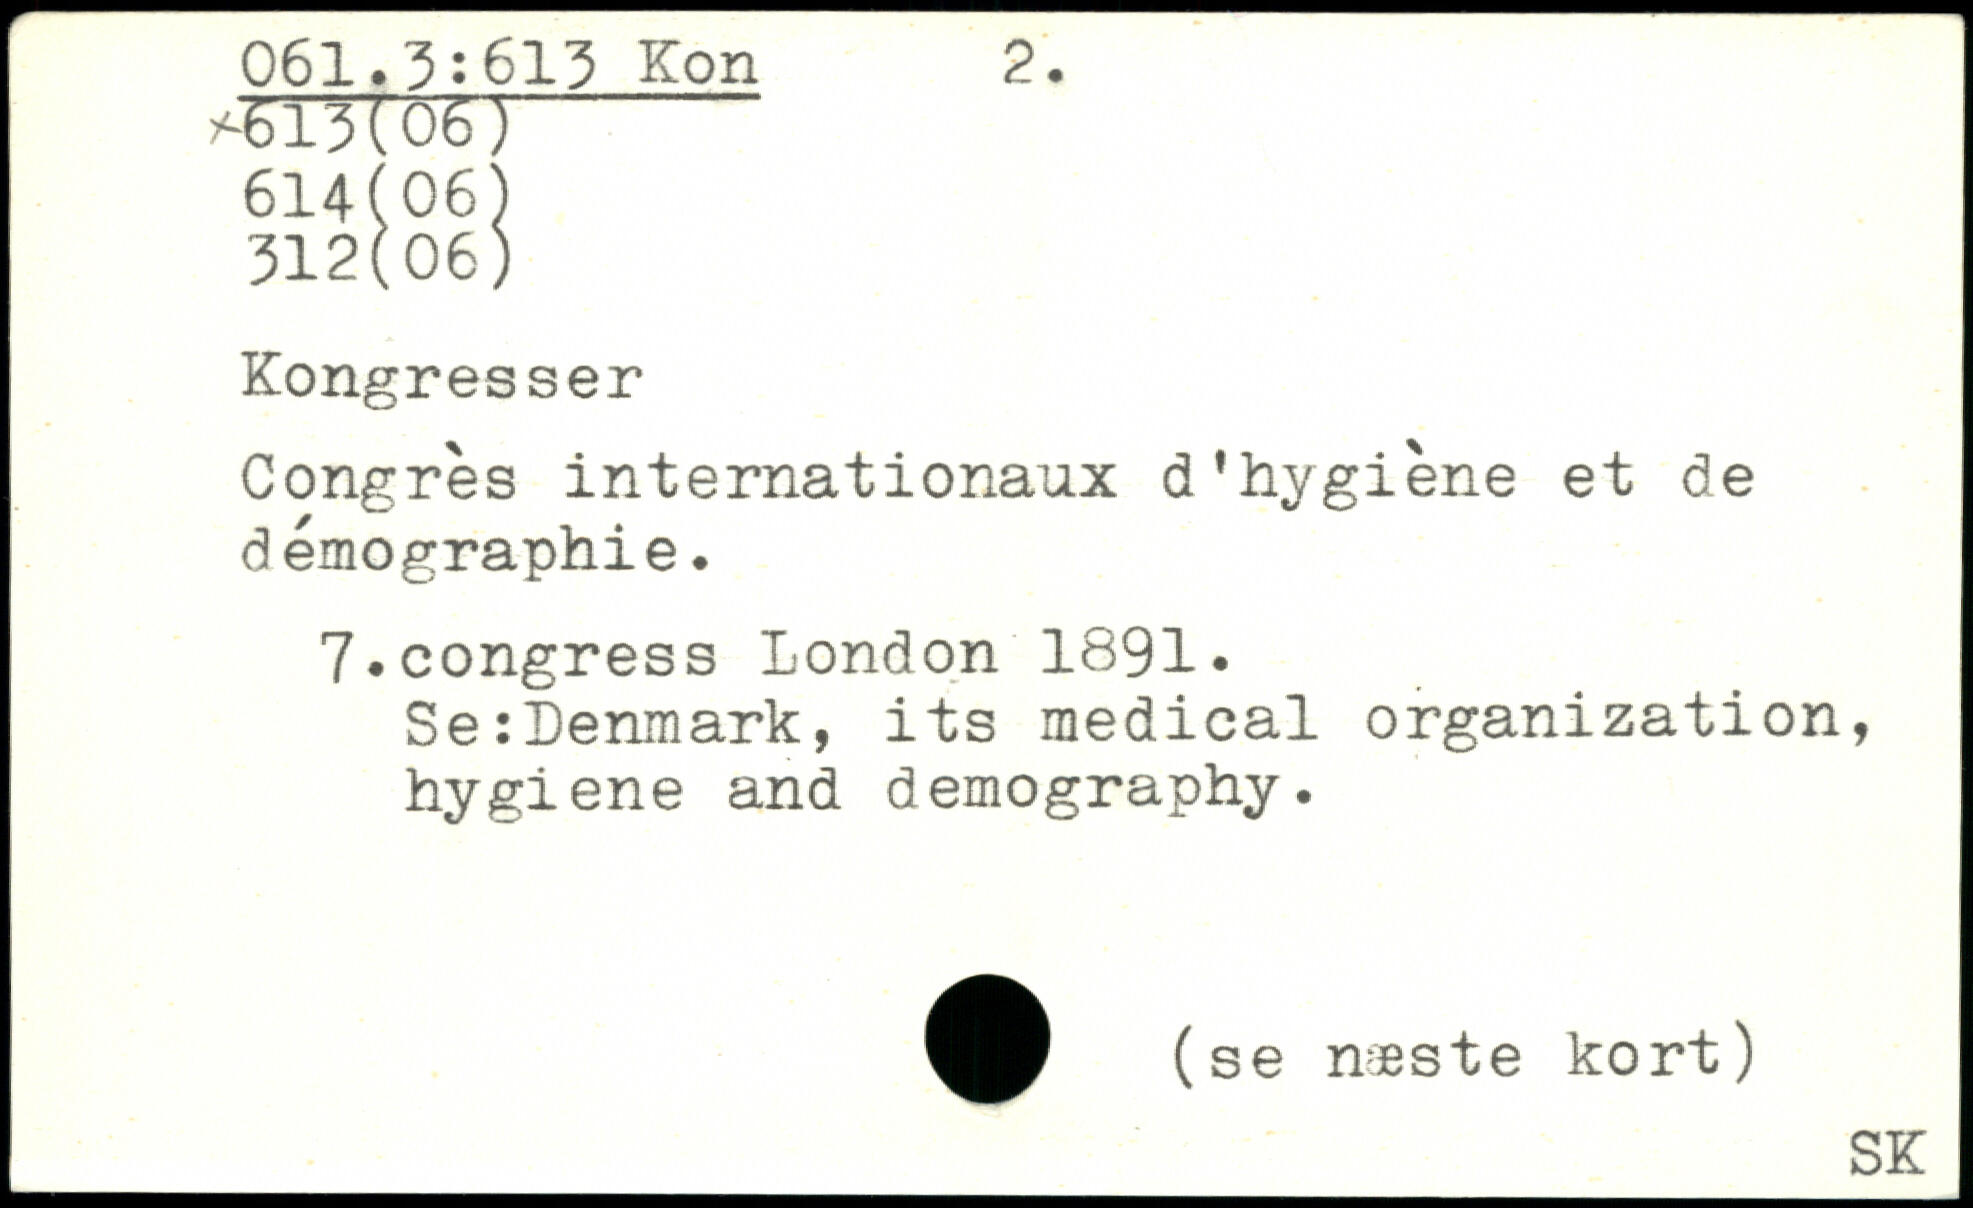 061.3:613 Kon 2.
x613(06)
614(06)
312(06)
Kongresser
Congrès internationaux d'hygiène et de
démographie.
7.congress London 1891.
Se:Denmark, its medical organization,
hygiene and demography.
(se næste kort)
SK